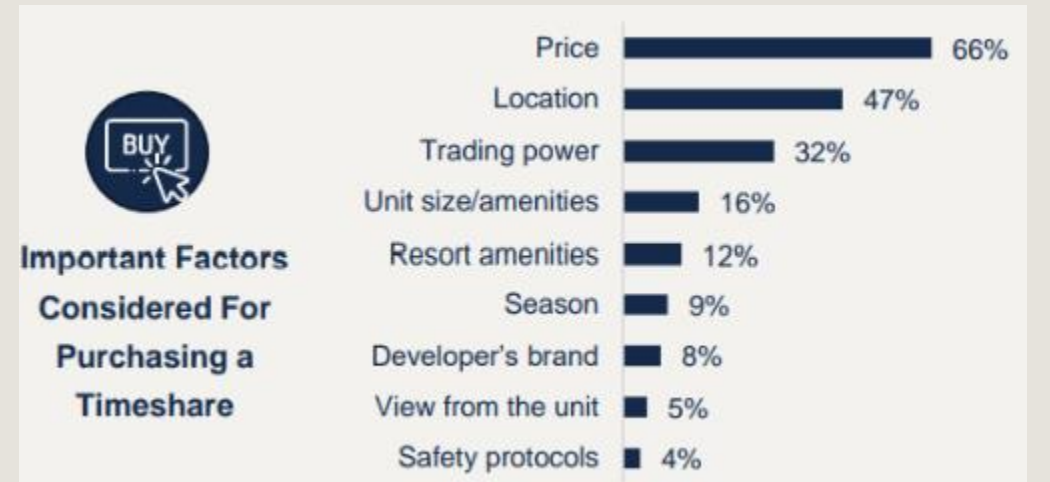 Price 66%
Location 47%
Trading power 32%
BUY
Unit size/amenities 16%
Important Factors
Considered For
Purchasing a
Timeshare
Resort amenities 12%
Season 9%
Developer's brand 8%
View from the unit 5%
Safety protocols 4%